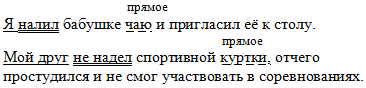 прямое
Я налил бабушке чаю и пригласил её к столу.
прямое
Мой друг не надел спортивной куртки, отчего
простудился и не смог участвовать в соревнованиях.